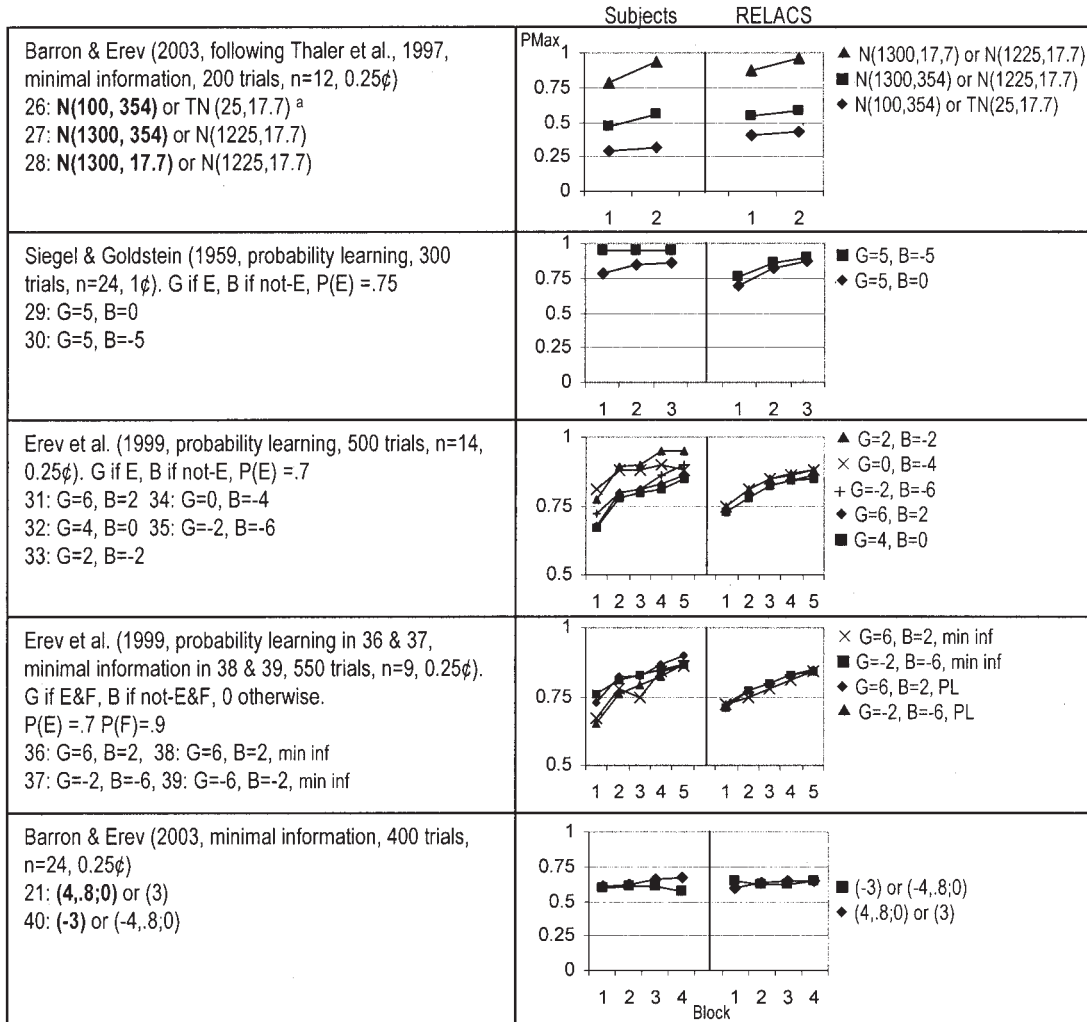 Subjects RELACS
Barron & Erev (2003, following Thaler et al., 1997,
minimal information, 200 trials, n=12, 0.25¢)
26: N(100, 354) or TN (25,17.7) a
27: N(1300, 354) or N(1225,17.7)
28: N(1300, 17.7) or N(1225,17.7)
PMax
1
0.75
0.5
0.25
0
1 2 1 2
N(1300,17,7) or N(1225,17.7)
N(1300,354) or N(1225,17.7)
N(100,354) or TN(25,17.7)
Siegel & Goldstein (1959, probability learning, 300
trials, n=24, 1¢). G if E, B if not-E, P(E) =.75
29: G=5, B=0
30: G=5, B=-5
1
0.75
0.5
0.25
0
1 2 3 1 2 3
G=5, B=-5
G=5, B=0
Erev et al. (1999, probability learning, 500 trials, n=14,
0.25¢). G if E, B if not-E, P(E) =.7
31: G=6, B=2 34: G=0, B=-4
32: G=4, B=0 35: G=-2, B=-6
33: G=2, B=-2
1
0.75
0.5
1 2 3 4 5 1 2 3 4 5
G=2, B=-2
G=0, B=-4
G=-2, B=-6
G=6, B=2
G=4, B=0
Erev et al. (1999, probability learning in 36 & 37,
minimal information in 38 & 39, 550 trials, n=9, 0.25¢).
G if E&F, B if not-E&F, 0 otherwise.
P(E) =.7 P(F)=.9
36: G=6, B=2, 38: G=6, B=2, min inf
37: G=-2, B=-6, 39: G=-6, B=-2, min inf
1
0.75
0.5
1 2 3 4 5 1 2 3 4 5
G=6, B=2, min inf
G=-2, B=-6, min inf
G=6, B=2, PL
G=-2, B=-6, PL
Barron & Erev (2003, minimal information, 400 trials,
n=24, 0.25¢)
21: (4,.8;0) or (3)
40: (-3) or (-4,.8;0)
1
0.75
0.5
0.25
0
1 2 3 4 1 2 3 4
Block
(-3) or (-4,.8;0)
(4,.8;0) or (3)